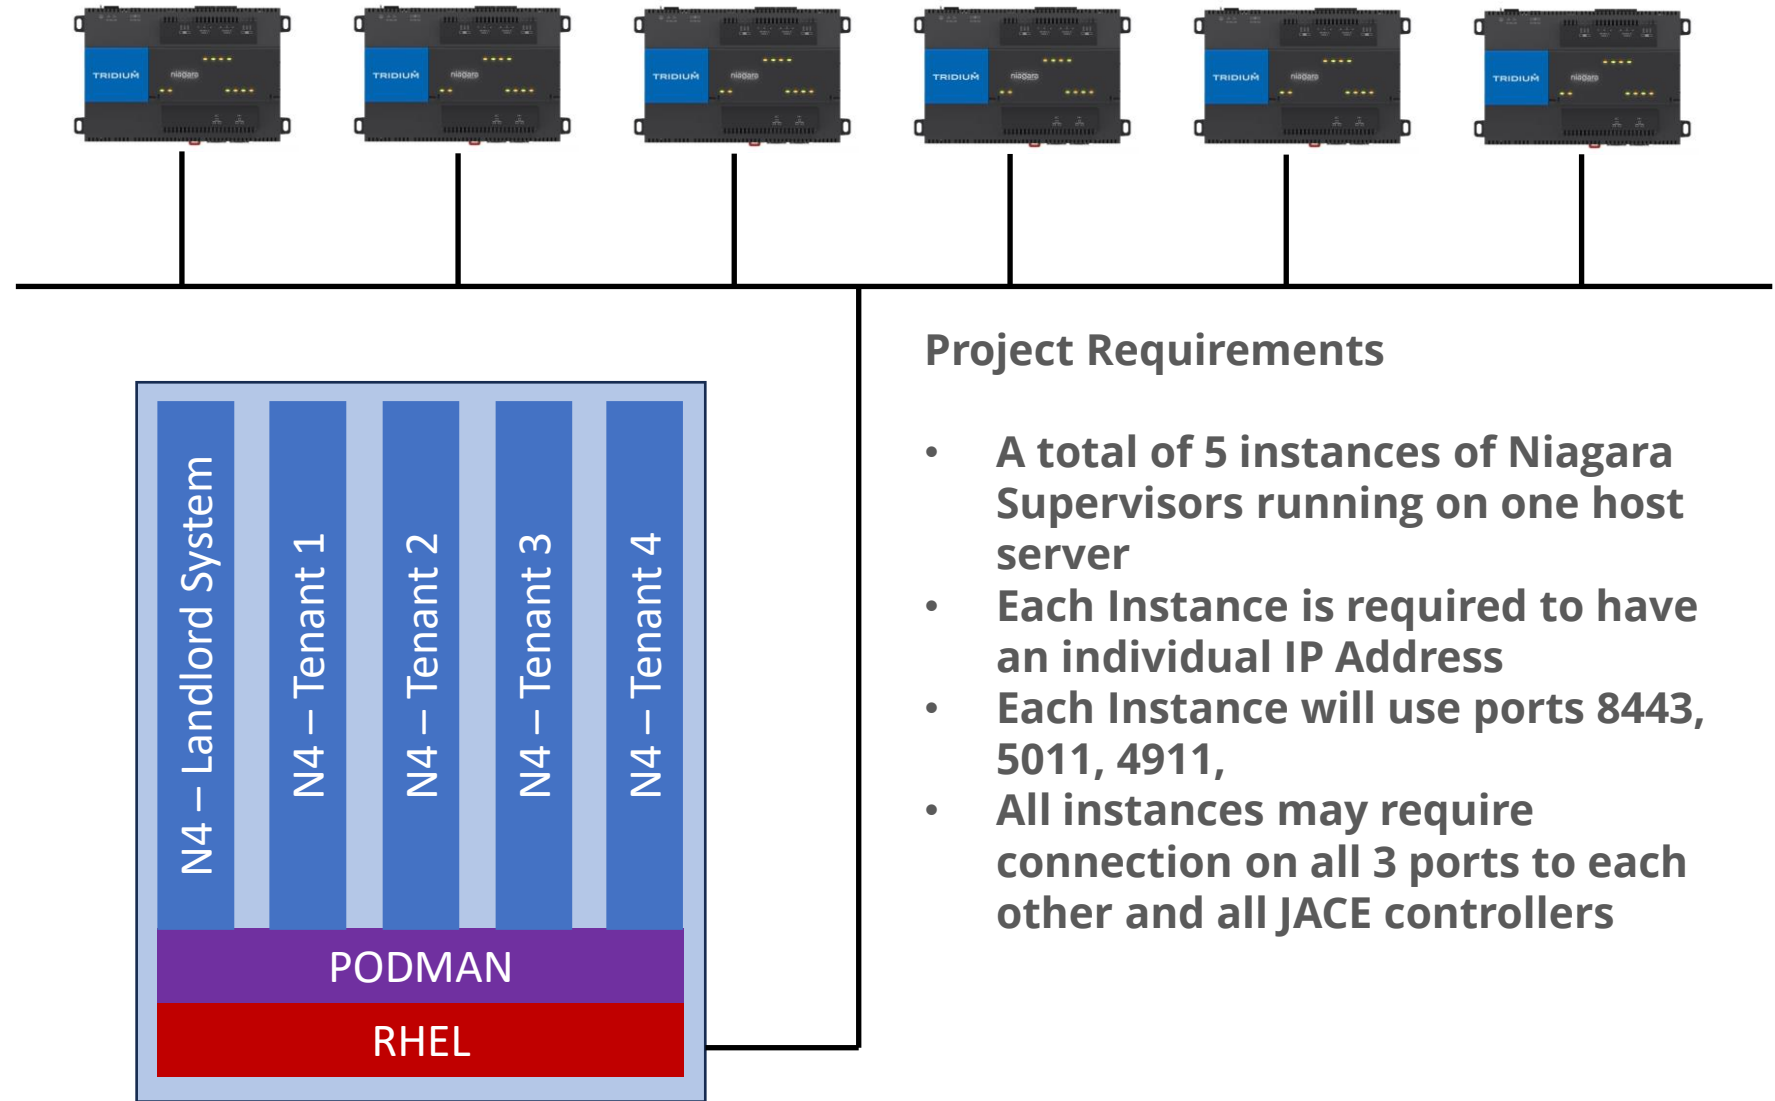 TRIDIUM
niagara
TRIDIUM
niagara
TRIDIUM
niagara
TRIDIUM
niagara
TRIDIUM
niagara
TRIDIUM
niagara
Project Requirements
• A total of 5 instances of Niagara
Supervisors running on one host
server
• Each Instance is required to have
an individual IP Address
• Each Instance will use ports 8443,
5011, 4911,
• All instances may require
connection on all 3 ports to each
other and all JACE controllers
N4 – Landlord System
N4 – Tenant 1
N4 – Tenant 2
N4 – Tenant 3
N4 – Tenant 4
PODMAN
RHEL